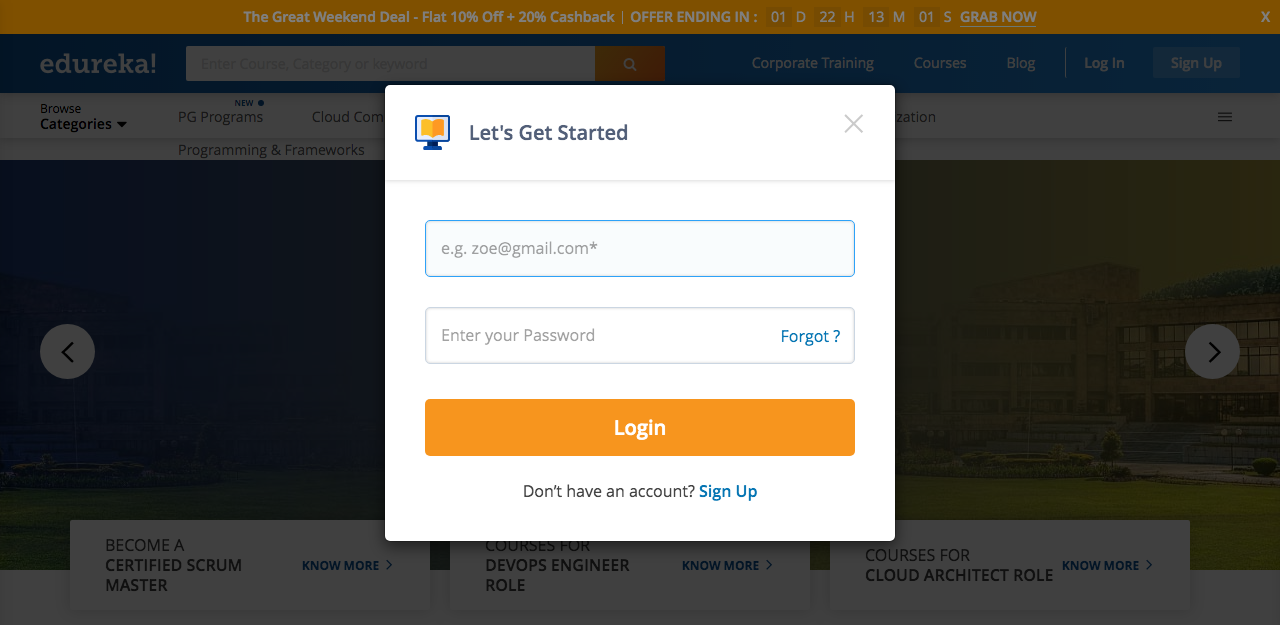 The Great Weekend Deal - Flat 10% Off + 20% Cashback | OFFER ENDING IN : 01 D 22 H 13 M 01 S GRAB NOW X
edureka! Enter Course, Category or keyword Corporate Training Courses Blog Log In Sign Up
Browse
Categories
NEW
PG Programs Cloud Com zation
Programming & Frameworks
Let's Get Started
e.g. zoe@gmail.com*
Enter your Password Forgot ?
Login
Don't have an account? Sign Up
BECOME A
CERTIFIED SCRUM
MASTER
KNOW MORE
COURSES FOR
DEVOPS ENGINEER
ROLE
KNOW MORE
COURSES FOR
CLOUD ARCHITECT ROLE
KNOW MORE